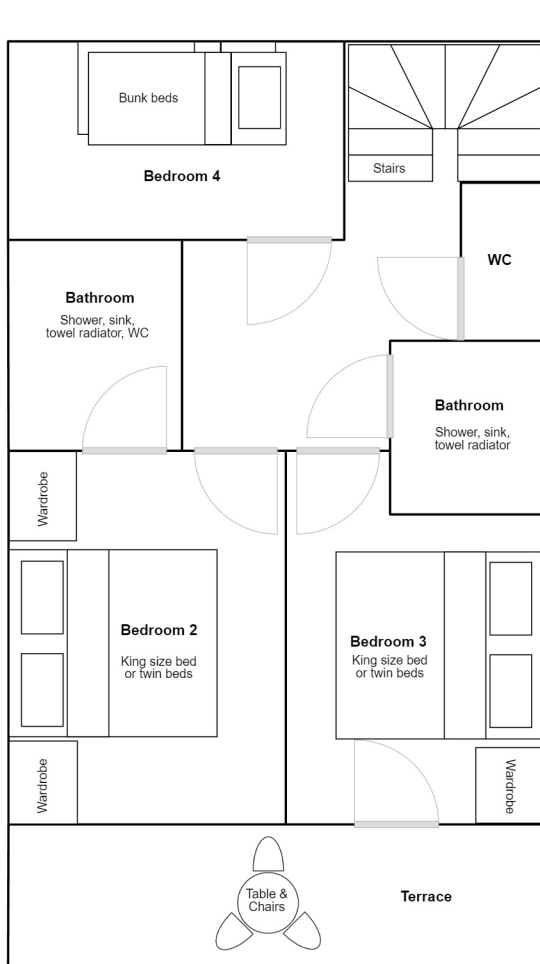 Bunk beds
Bedroom 4
Stairs
WC
Bathroom
Shower, sink,
towel radiator, WC
Bathroom
Shower, sink,
towel radiator
Wardrobe
Bedroom 2
King size bed
or twin beds
Bedroom 3
King size bed
or twin beds
Wardrobe
Wardrobe
Table &
Chairs
Terrace